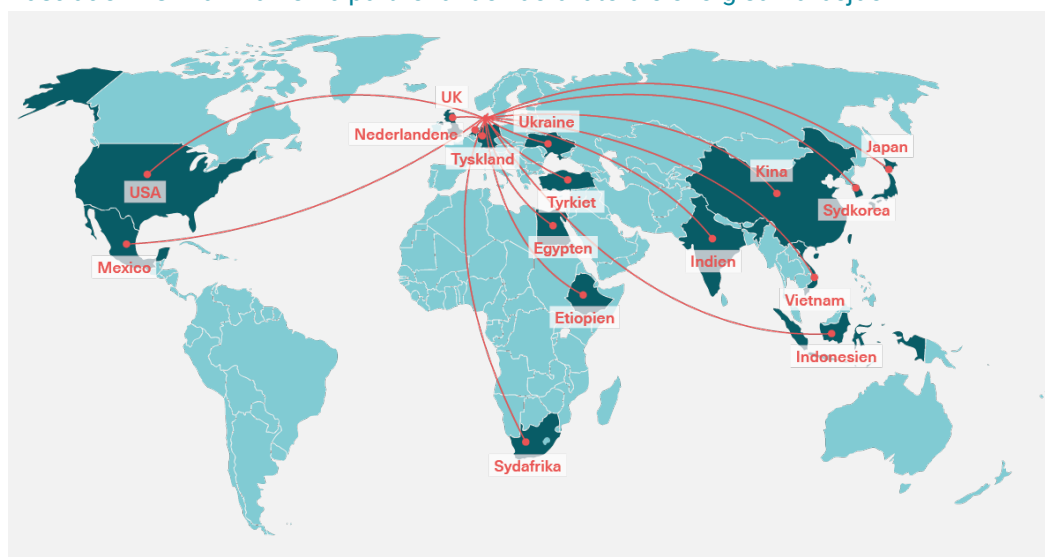 UK
Nederlandene
Ukraine
Tyskland
Japan
Kina
USA
Tyrkiet
Sydkorea
Egypten
Indien
Mexico
Vietnam
Etiopien
Indonesien
Sydafrika